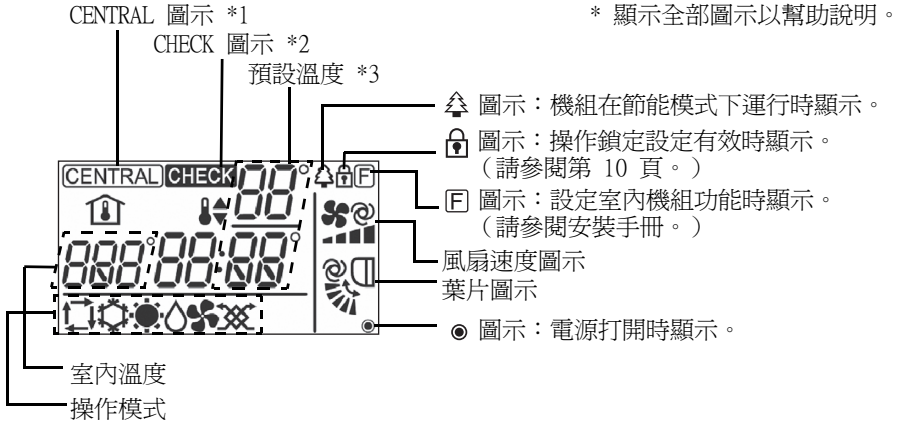 CENTRAL 圖示 *1
* 顯示全部圖示以幫助說明。
CHECK 圖示 *2
預設溫度 *3
圖示：機組在節能模式下運行時顯示。
圖示：操作鎖定設定有效時顯示。
（請參閱第 10 頁。）
CENTRAL CHECK 88° F
F 圖示：設定室內機組功能時顯示。
（請參閱安裝手冊。）
888° 88:88°
風扇速度圖示
葉片圖示
圖示：電源打開時顯示。
室內溫度
操作模式